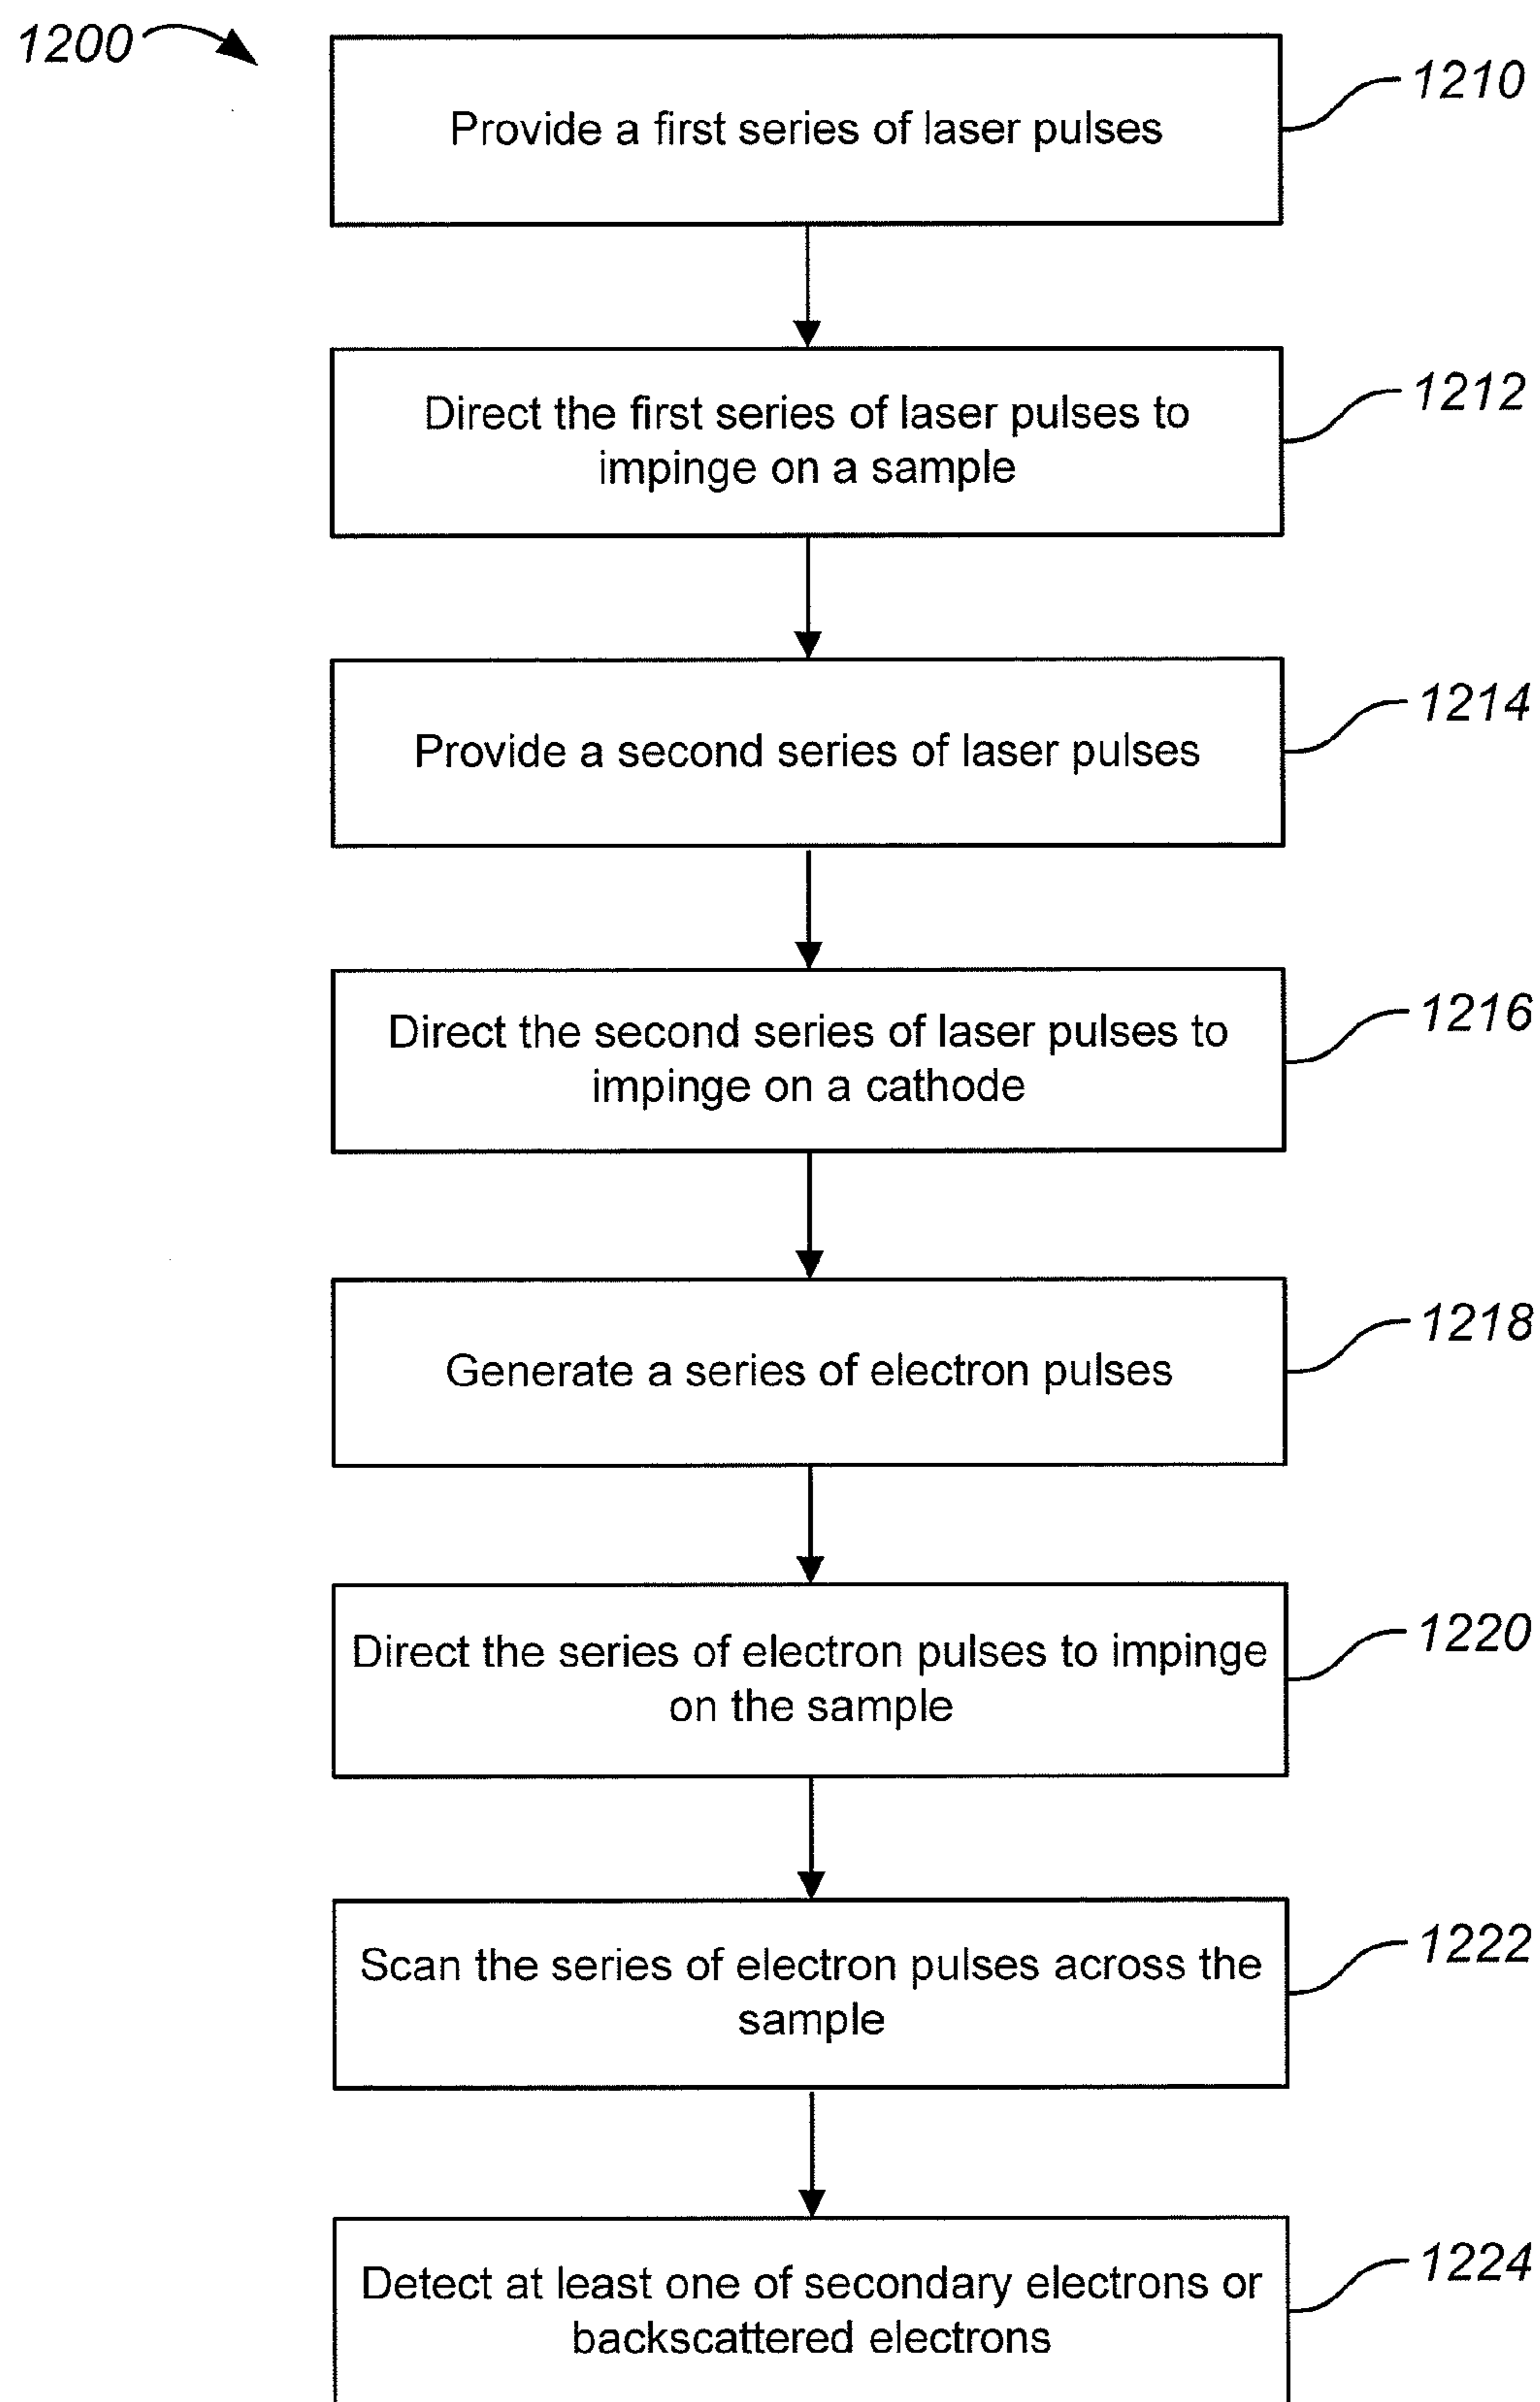 1200
Provide a first series of laser pulses
1210
Direct the first series of laser pulses to
impinge on a sample
1212
Provide a second series of laser pulses
1214
Direct the second series of laser pulses to
impinge on a cathode
1216
Generate a series of electron pulses
1218
Direct the series of electron pulses to impinge
on the sample
1220
Scan the series of electron pulses across the
sample
1222
Detect at least one of secondary electrons or
backscattered electrons
1224